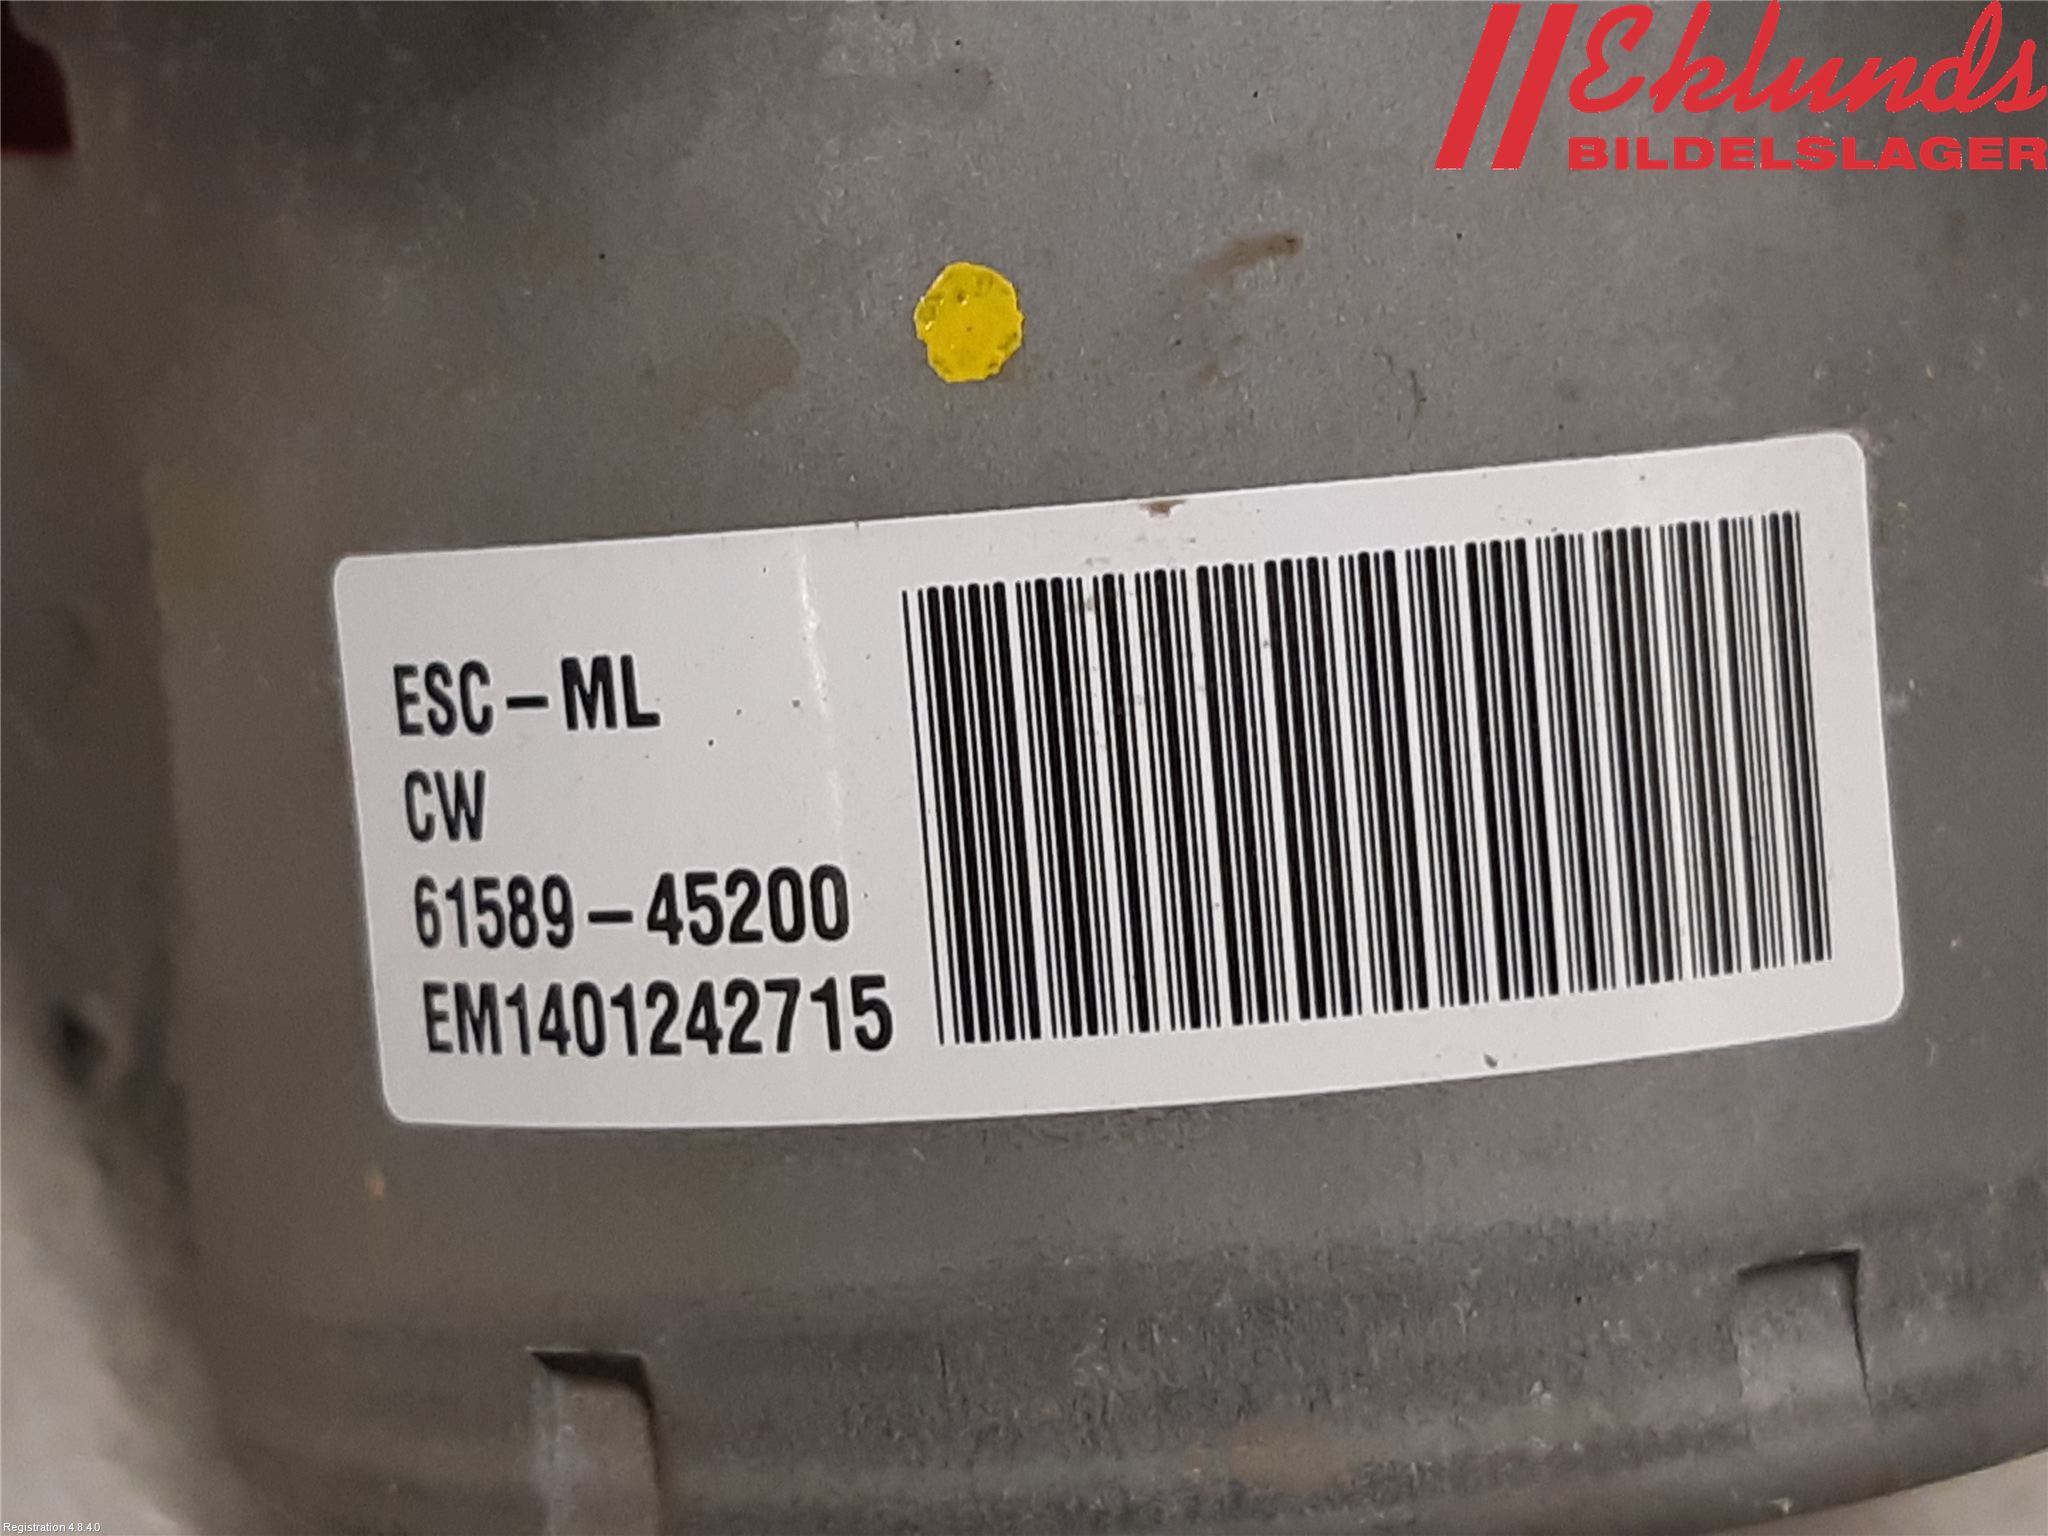 Eklunds
BILDELSLAGER
ESC-ML
CW
61589-45200
EM1401242715
Registration 4.8.4.0